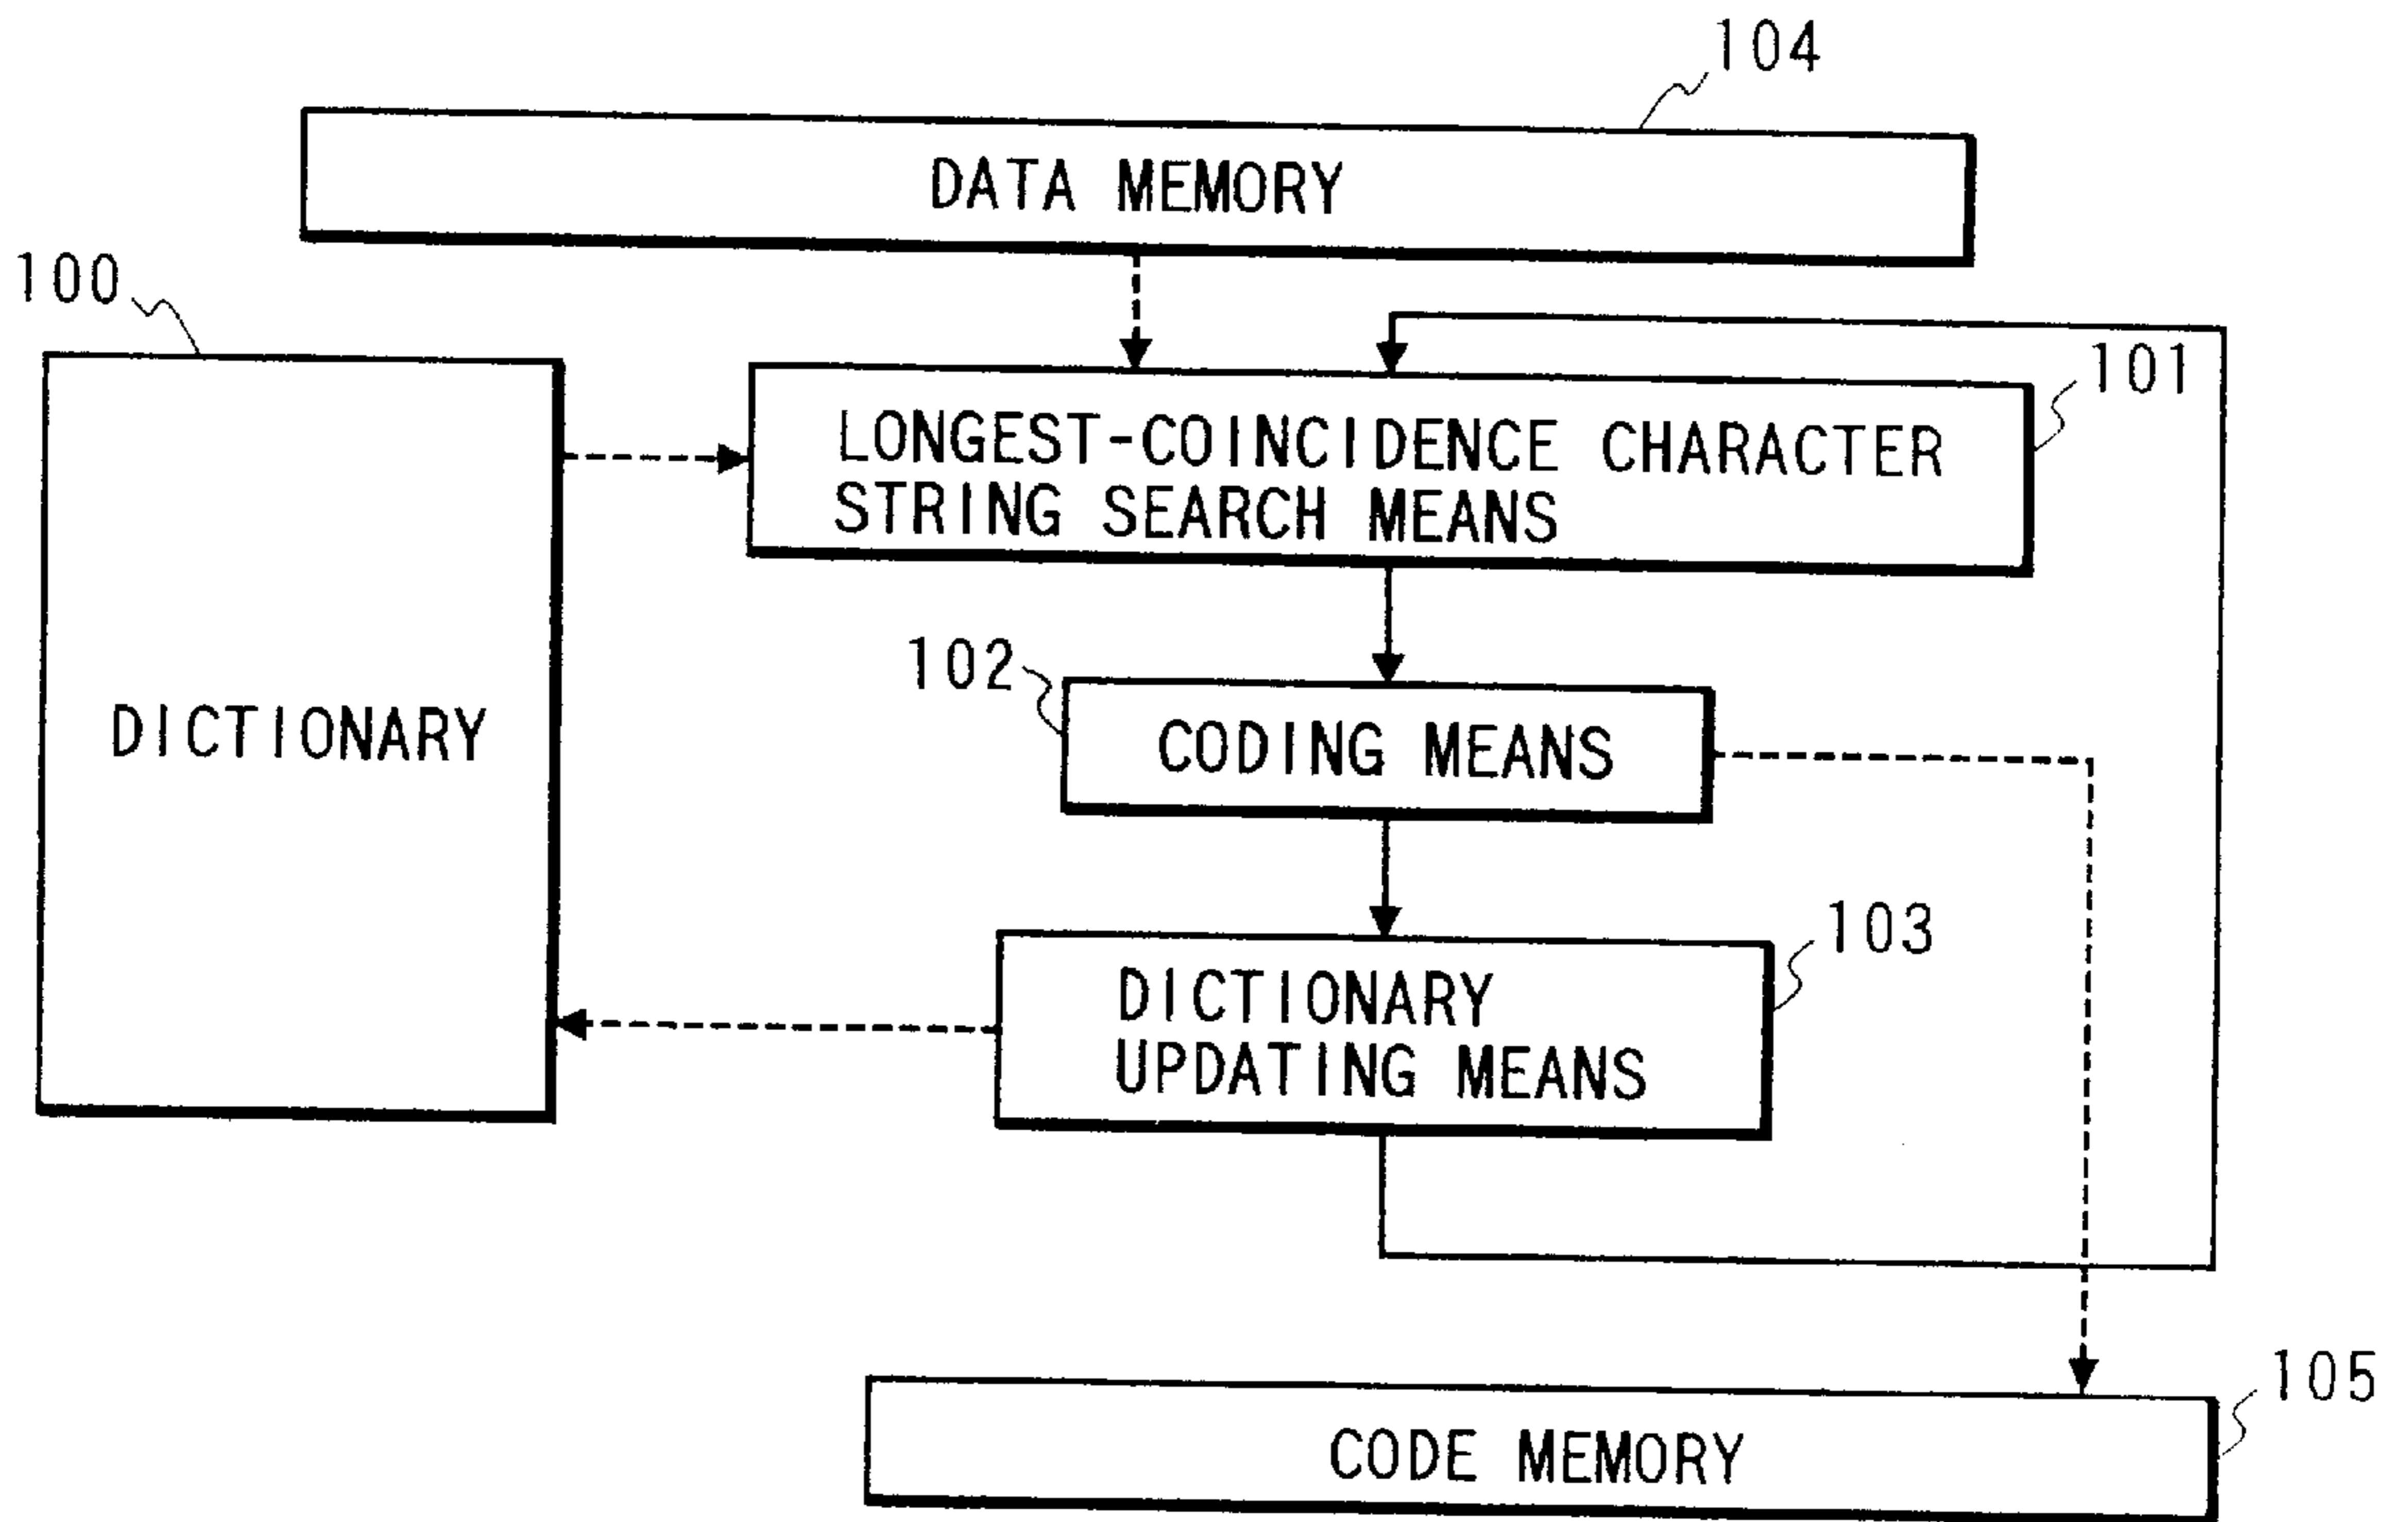 104
DATA MEMORY
100
101
LONGEST-COINCIDENCE CHARACTER
STRING SEARCH MEANS
102
CODING MEANS
DICTIONARY
103
DICTIONARY
UPDATING MEANS
105
CODE MEMORY